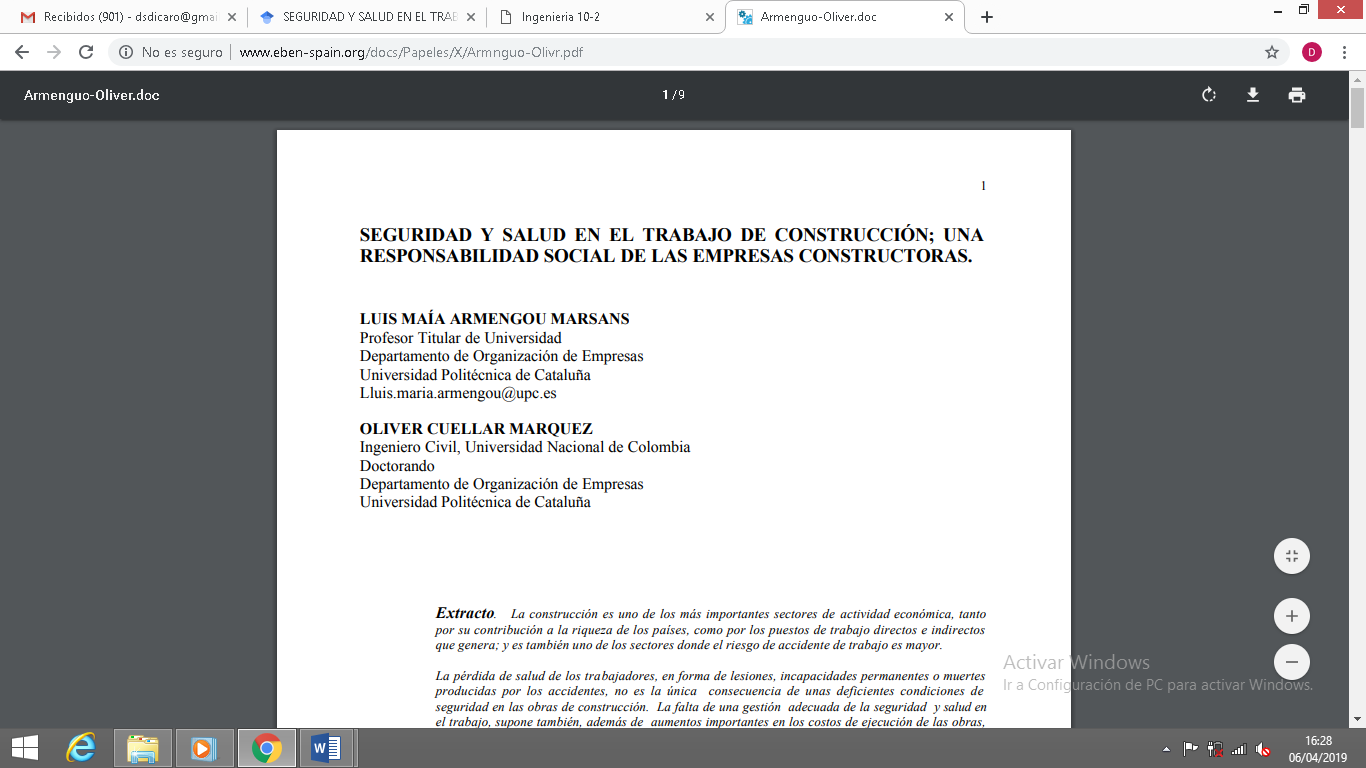 Recibidos (901) - dsdicaro@gmai
SEGURIDAD Y SALUD EN EL TRAB
Ingenieria 10-2
Armenguo-Oliver.doc
No es seguro
www.eben-spain.org/docs/Papeles/X/Armnguo-Olivr.pdf
D
Armenguo-Oliver.doc
1 / 9
1
SEGURIDAD Y SALUD EN EL TRABAJO DE CONSTRUCCIÓN; UNA
RESPONSABILIDAD SOCIAL DE LAS EMPRESAS CONSTRUCTORAS.
LUIS MAÍA ARMENGOU MARSANS
Profesor Titular de Universidad
Departamento de Organización de Empresas
Universidad Politécnica de Cataluña
Lluis.maria.armengou@upc.es
OLIVER CUELLAR MARQUEZ
Ingeniero Civil, Universidad Nacional de Colombia
Doctorando
Departamento de Organización de Empresas
Universidad Politécnica de Cataluña
Extracto. La construcción es uno de los más importantes sectores de actividad económica, tanto
por su contribución a la riqueza de los países, como por los puestos de trabajo directos e indirectos
que genera; y es también uno de los sectores donde el riesgo de accidente de trabajo es mayor.
La pérdida de salud de los trabajadores, en forma de lesiones, incapacidades permanentes o muertes
producidas por los accidentes, no es la única consecuencia de unas deficientes condiciones de
seguridad en las obras de construcción. La falta de una gestión adecuada de la seguridad y salud en
el trabajo, supone también, además de aumentos importantes en los costos de ejecución de las obras,
Activar Windows
Ir a Configuración de PC para activar Windows.
16:28
06/04/2019